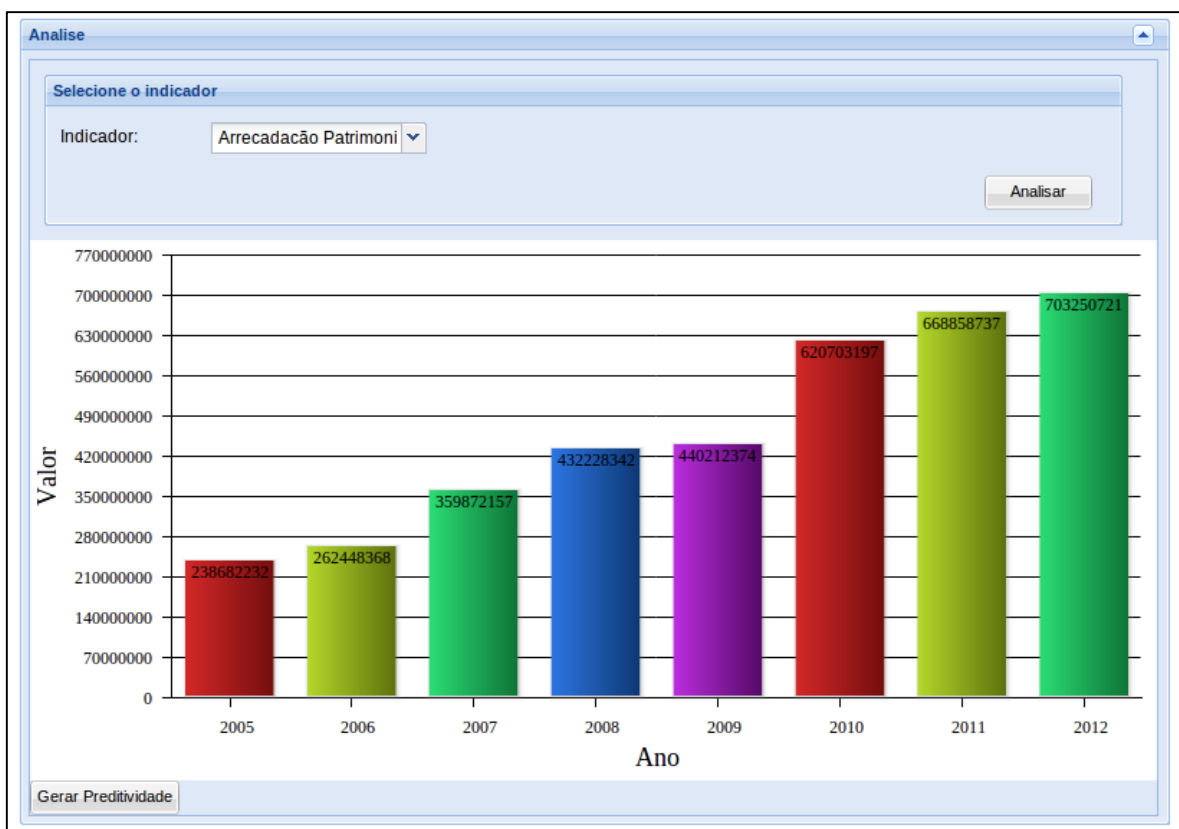 Analise
Selecione o indicador
Indicador: Arrecadacão Patrimoni
Analisar
770000000
700000000
630000000
560000000
490000000
420000000
350000000
280000000
210000000
140000000
70000000
0
Valor
238682232
262448368
359872157
432228342
440212374
620703197
668858737
703250721
2005 2006 2007 2008 2009 2010 2011 2012
Ano
Gerar Preditividade